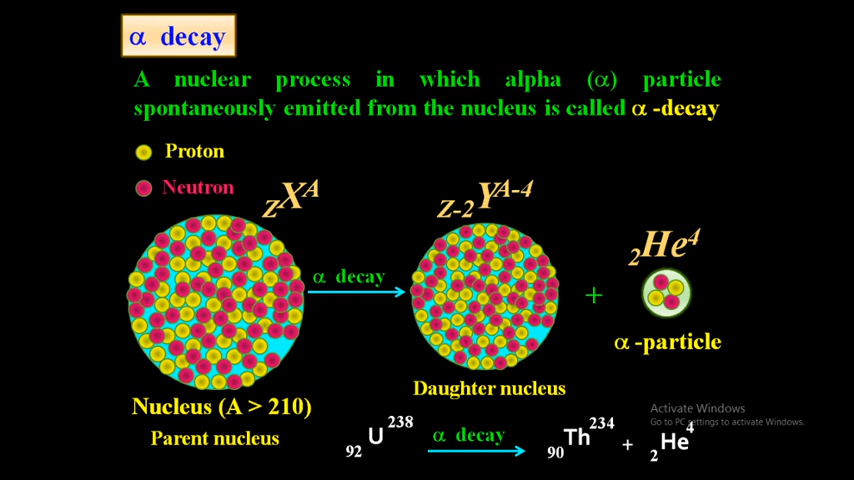 α decay
A nuclear process in which alpha (α) particle
spontaneously emitted from the nucleus is called α -decay
Proton
Neutron
ZXᴬ
Z-2Yᴬ⁻⁴
₂He⁴
α decay
+
α -particle
Daughter nucleus
Nucleus (A > 210)
Parent nucleus
₉₂U²³⁸ α decay ₉₀Th²³⁴ + ₂He⁴
Activate Windows
Go to PC settings to activate Windows.